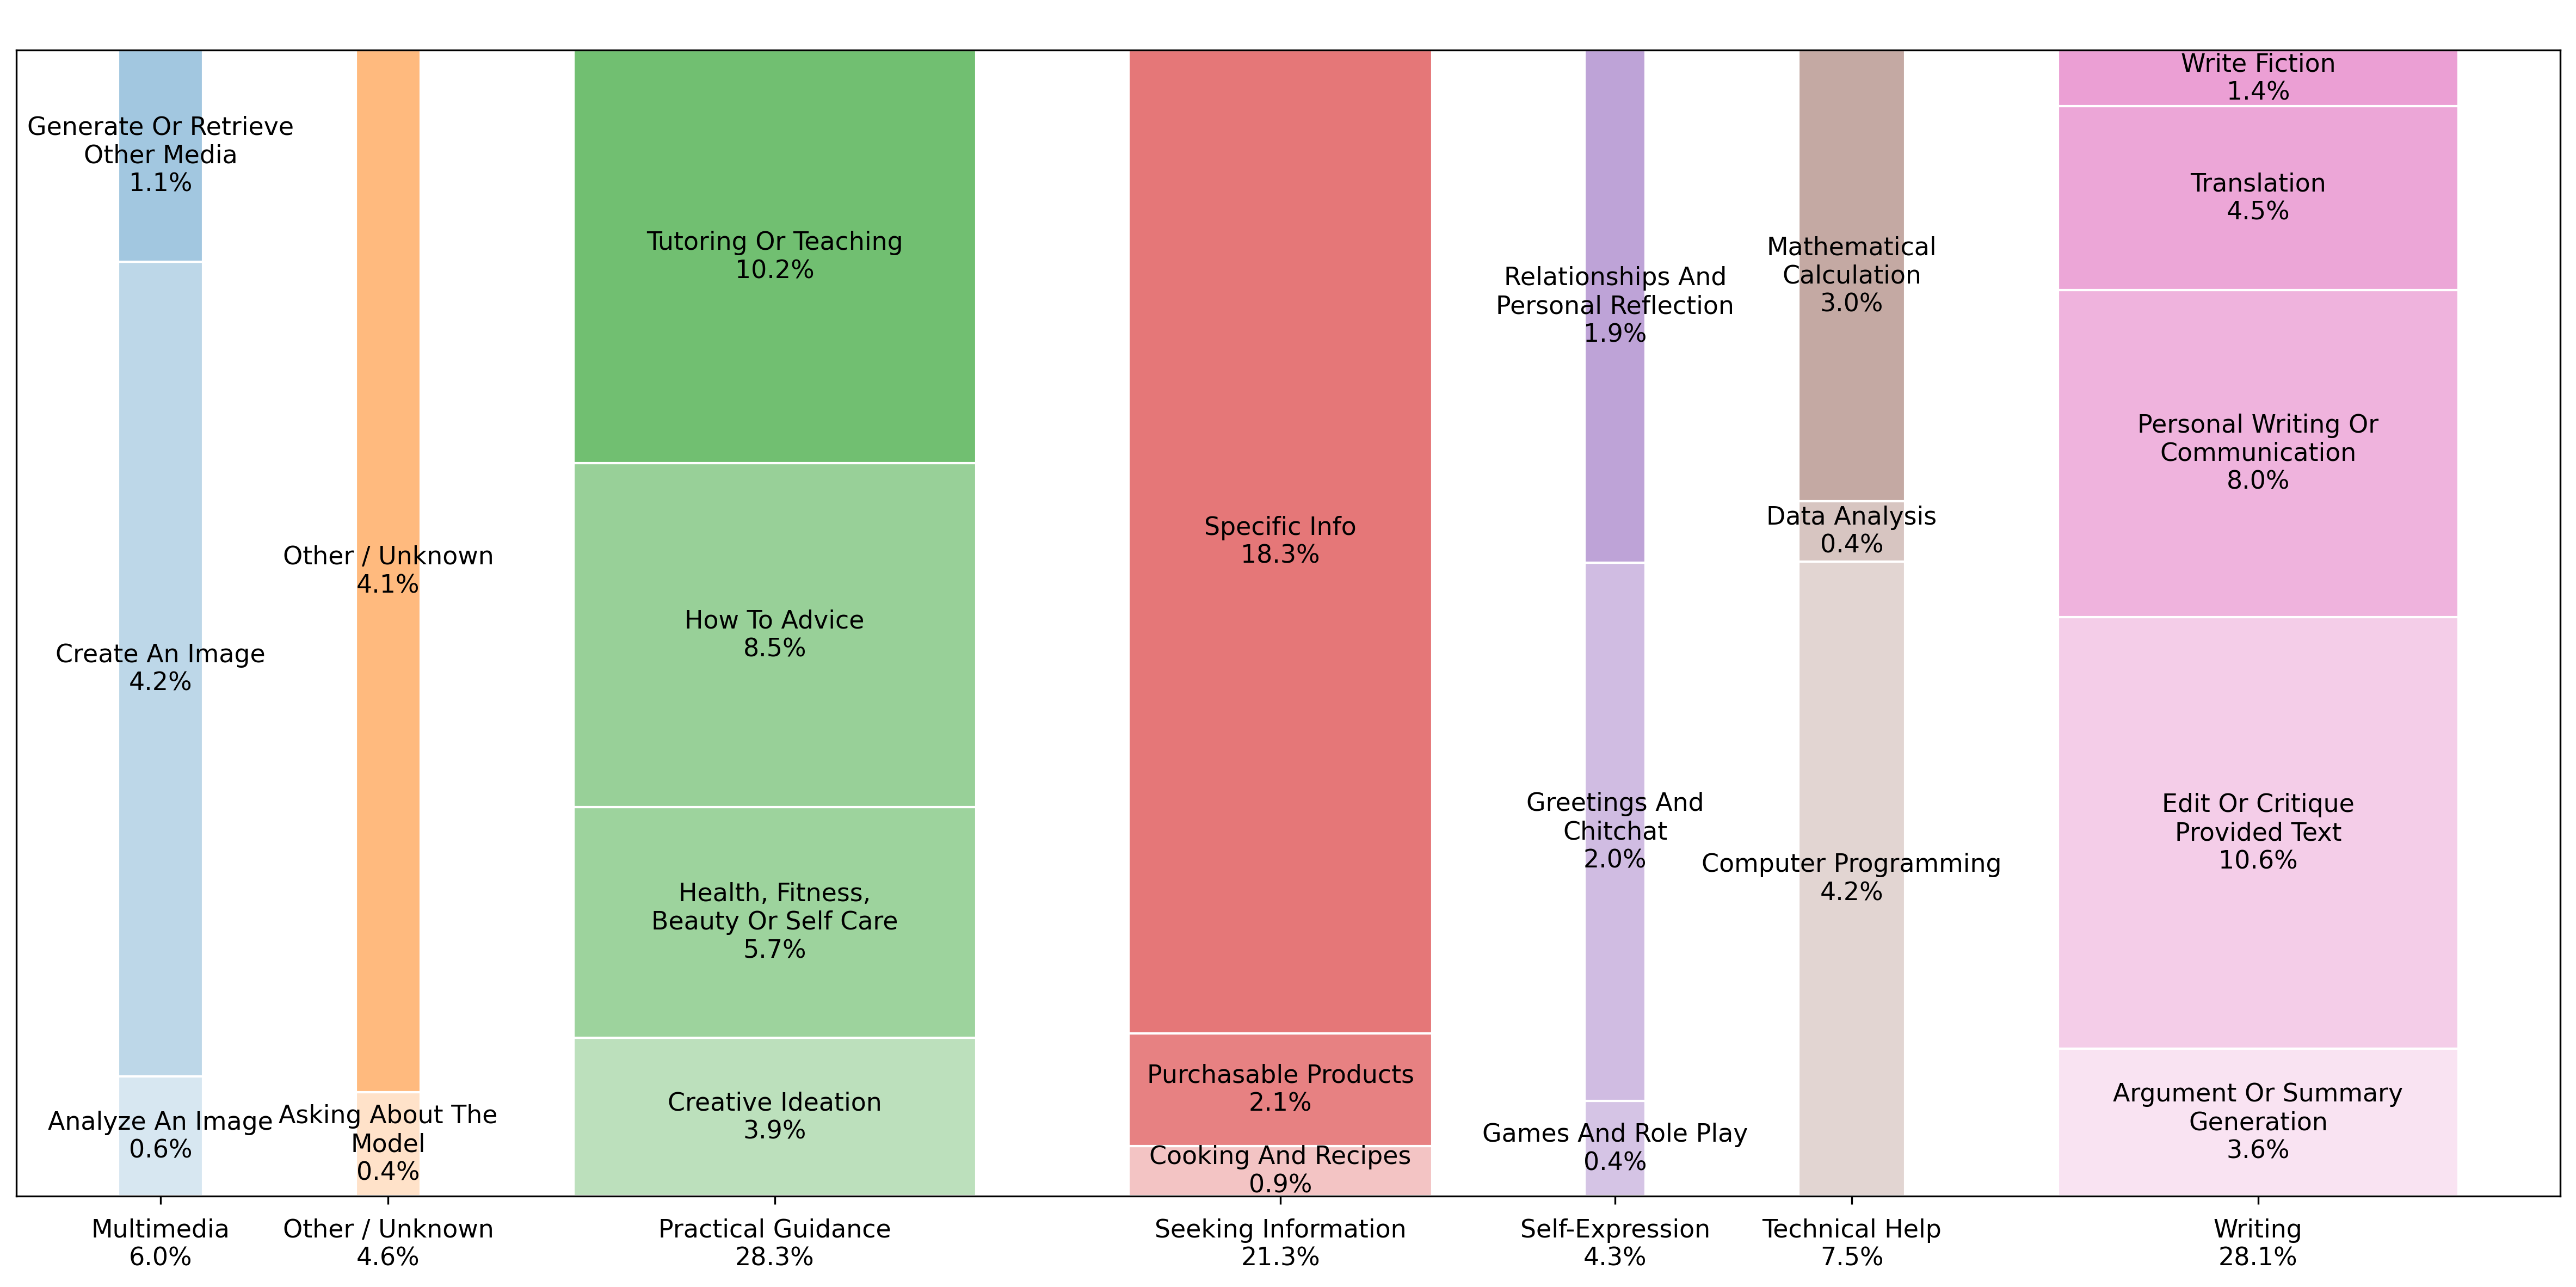 Generate Or Retrieve
Other Media
1.1%
Create An Image
4.2%
Analyze An Image
0.6%
Other / Unknown
4.1%
Asking About The
Model
0.4%
Tutoring Or Teaching
10.2%
How To Advice
8.5%
Health, Fitness,
Beauty Or Self Care
5.7%
Creative Ideation
3.9%
Specific Info
18.3%
Purchasable Products
2.1%
Cooking And Recipes
0.9%
Relationships And
Personal Reflection
1.9%
Greetings And
Chitchat
2.0%
Games And Role Play
0.4%
Mathematical
Calculation
3.0%
Data Analysis
0.4%
Computer Programming
4.2%
Write Fiction
1.4%
Translation
4.5%
Personal Writing Or
Communication
8.0%
Edit Or Critique
Provided Text
10.6%
Argument Or Summary
Generation
3.6%
Multimedia
6.0%
Other / Unknown
4.6%
Practical Guidance
28.3%
Seeking Information
21.3%
Self-Expression
4.3%
Technical Help
7.5%
Writing
28.1%